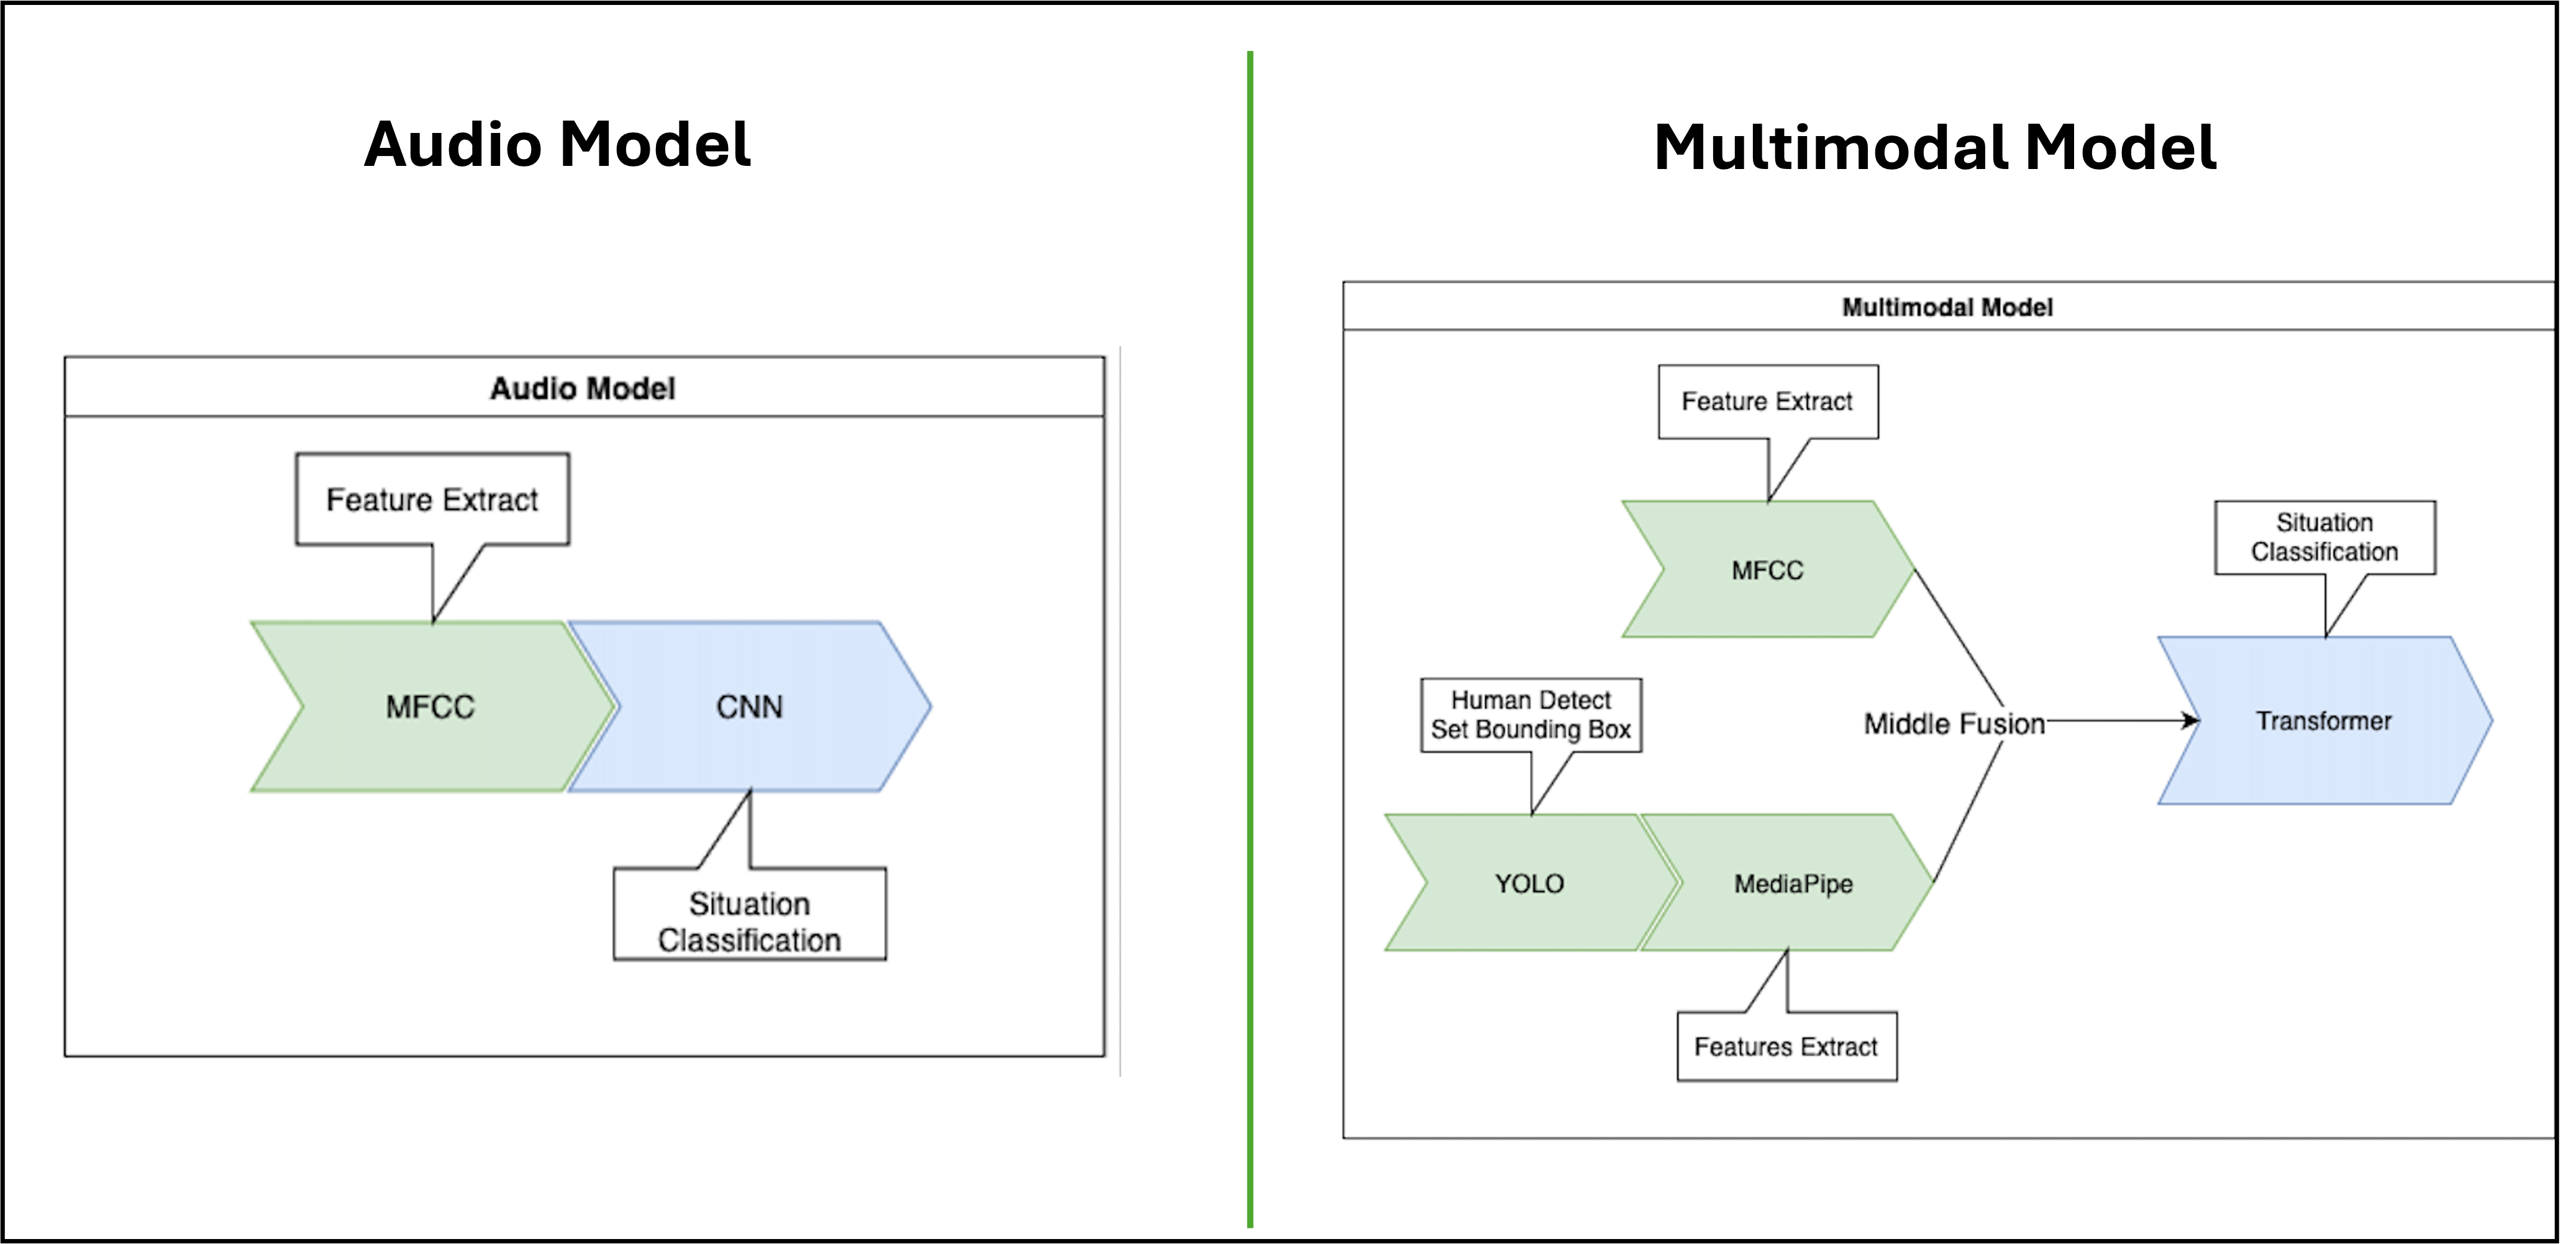 Audio Model
Audio Model
Feature Extract
MFCC
CNN
Situation
Classification
Multimodal Model
Multimodal Model
Feature Extract
MFCC
Situation
Classification
Human Detect
Set Bounding Box
Middle Fusion
Transformer
YOLO
MediaPipe
Features Extract